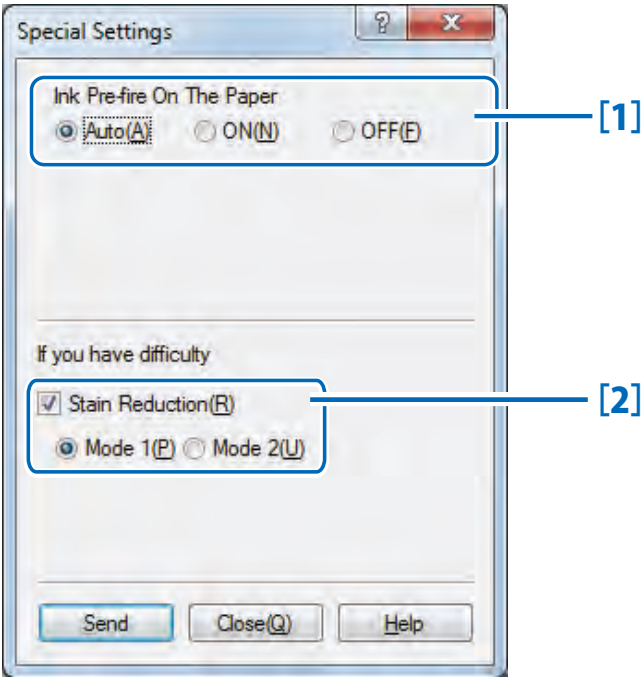 Special Settings
Ink Pre-fire On The Paper
Auto(A) ON(N) OFF(F)
[1]
If you have difficulty
Stain Reduction(R)
[2]
Mode 1(P) Mode 2(U)
Send Close(Q) Help